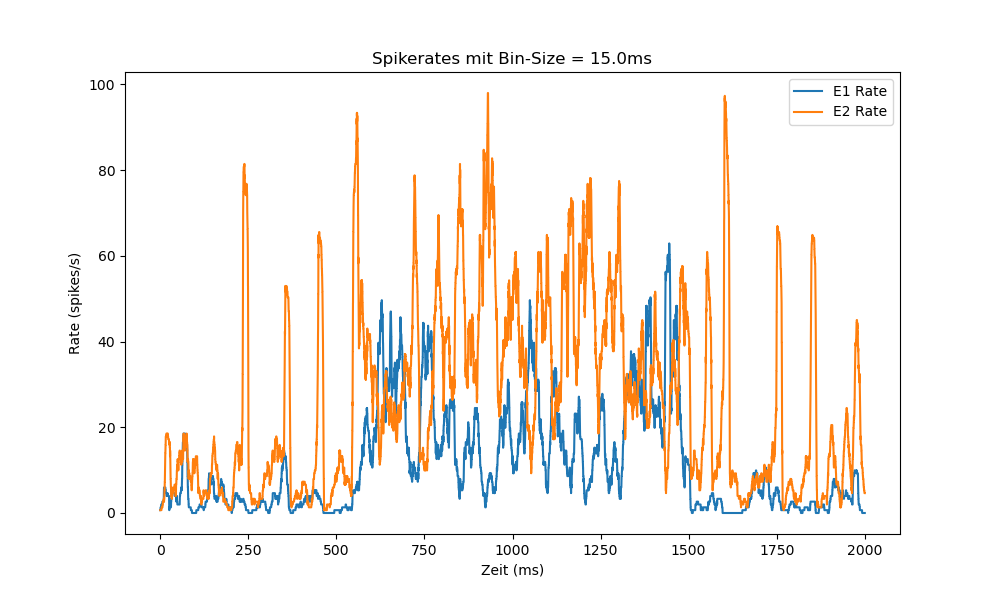 Spikerates mit Bin-Size = 15.0ms
E1 Rate
E2 Rate
100
80
60
40
20
0
Rate (spikes/s)
0 250 500 750 1000 1250 1500 1750 2000
Zeit (ms)